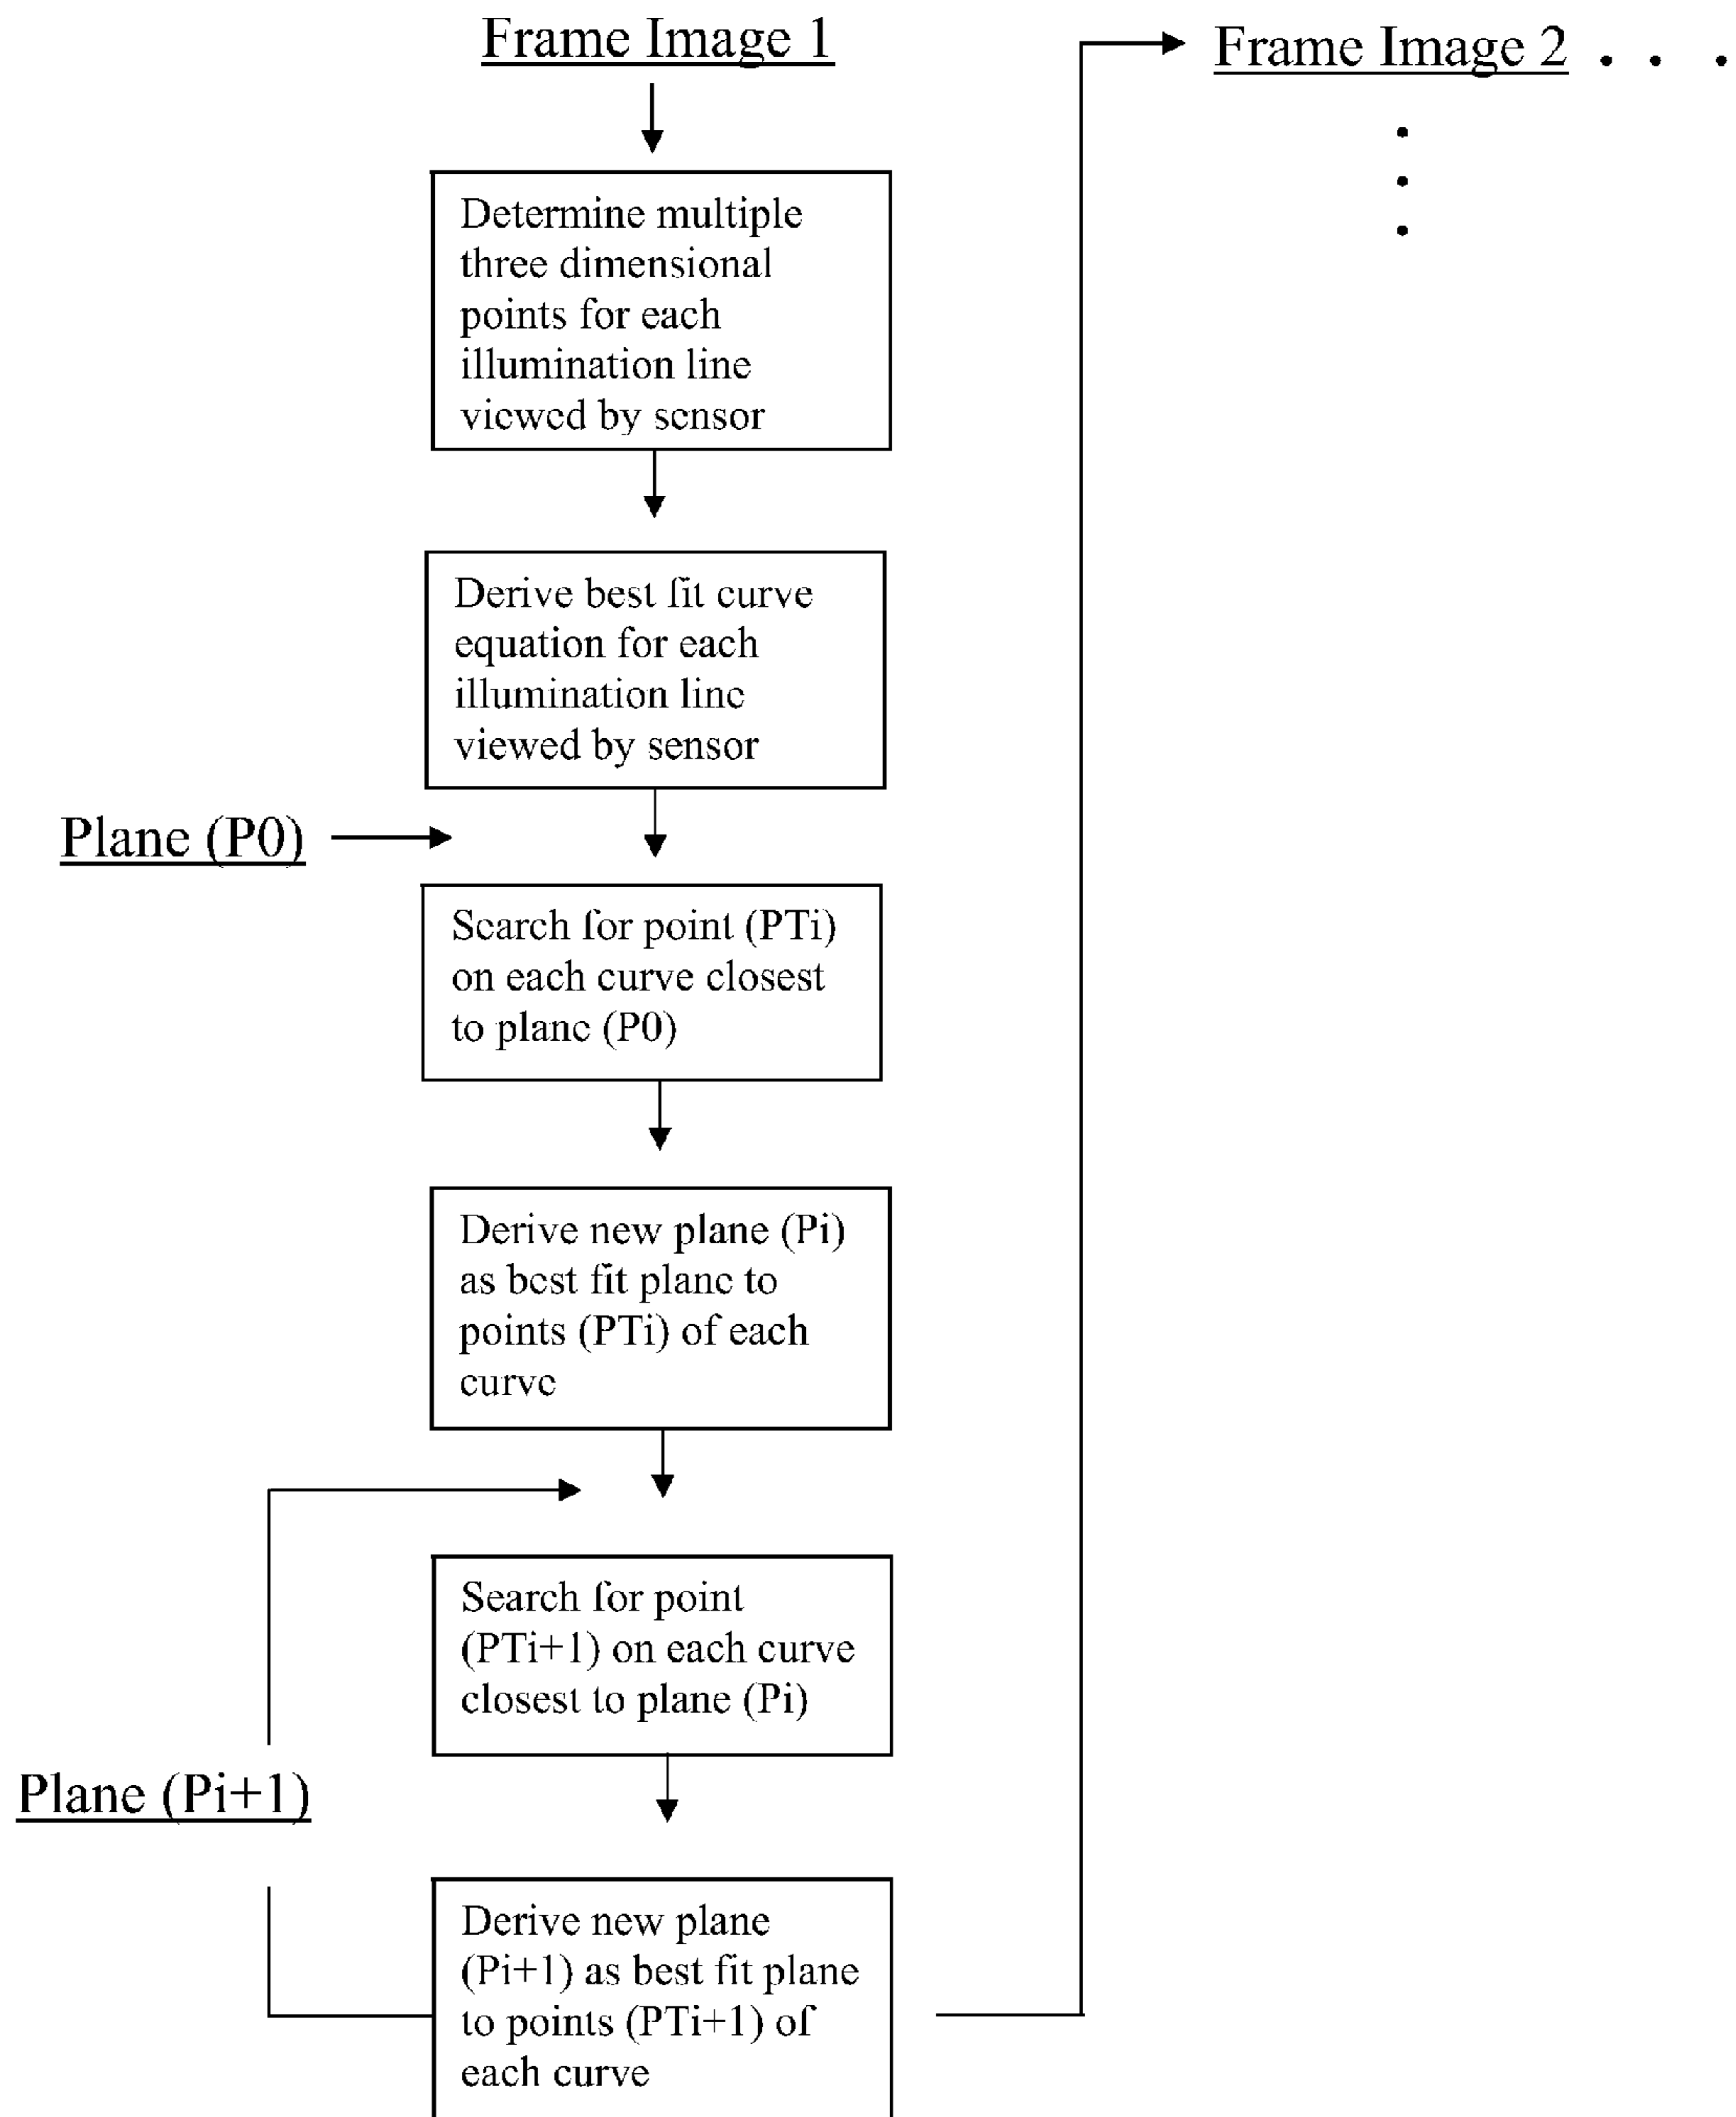 Frame Image 1
Frame Image 2 . . .
Determine multiple
three dimensional
points for each
illumination line
viewed by sensor
Derive best fit curve
equation for each
illumination line
viewed by sensor
Plane (P0)
Search for point (PTi)
on each curve closest
to plane (P0)
Derive new plane (Pi)
as best fit plane to
points (PTi) of each
curve
Search for point
(PTi+1) on each curve
closest to plane (Pi)
Plane (Pi+1)
Derive new plane
(Pi+1) as best fit plane
to points (PTi+1) of
each curve